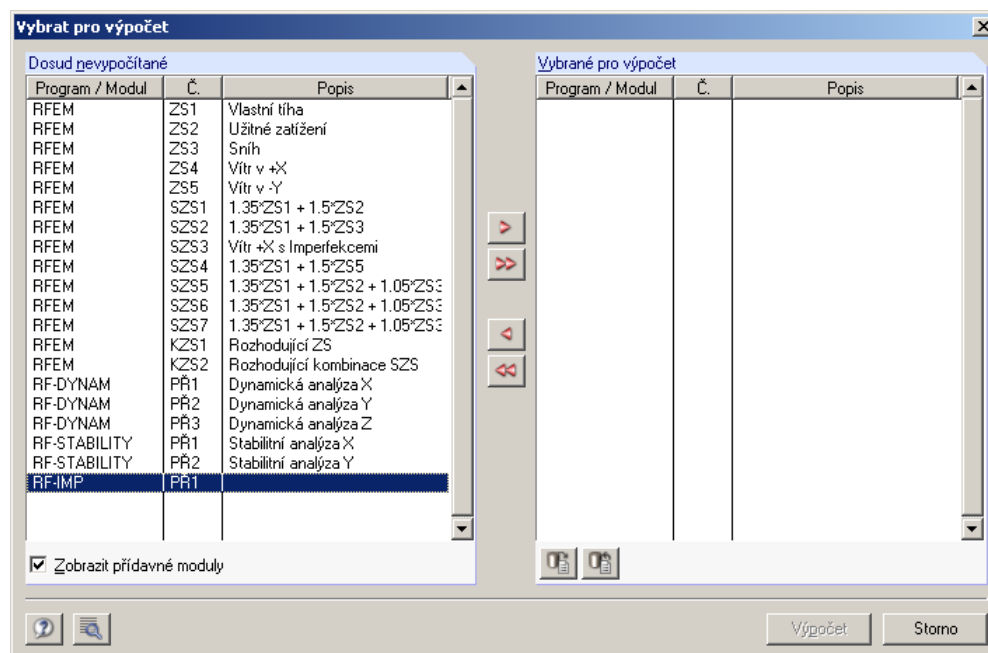 Vybrat pro výpočet
Dosud nevypočítané
Program / Modul Č. Popis
RFEM ZS1 Vlastní tíha
RFEM ZS2 Užitné zatížení
RFEM ZS3 Sníh
RFEM ZS4 Vítr v +X
RFEM ZS5 Vítr v -Y
RFEM SZS1 1.35*ZS1 + 1.5*ZS2
RFEM SZS2 1.35*ZS1 + 1.5*ZS3
RFEM SZS3 Vítr +X s Imperfekcemi
RFEM SZS4 1.35*ZS1 + 1.5*ZS5
RFEM SZS5 1.35*ZS1 + 1.5*ZS2 + 1.05*ZS3
RFEM SZS6 1.35*ZS1 + 1.5*ZS2 + 1.05*ZS3
RFEM SZS7 1.35*ZS1 + 1.5*ZS2 + 1.05*ZS3
RFEM KZS1 Rozhodující ZS
RFEM KZS2 Rozhodující kombinace SZS
RF-DYNAM PŘ1 Dynamická analýza X
RF-DYNAM PŘ2 Dynamická analýza Y
RF-DYNAM PŘ3 Dynamická analýza Z
RF-STABILITY PŘ1 Stabilitní analýza X
RF-STABILITY PŘ2 Stabilitní analýza Y
RF-IMP PŘ1
Zobrazit přídavné moduly
Vybrané pro výpočet
Program / Modul Č. Popis
Výpočet Storno